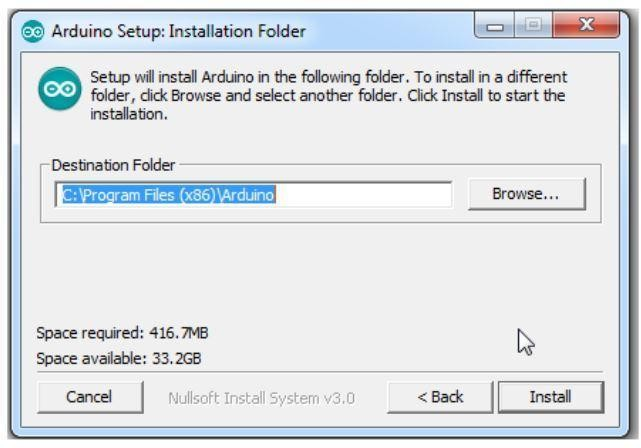 Arduino Setup: Installation Folder
Setup will install Arduino in the following folder. To install in a different
folder, click Browse and select another folder. Click Install to start the
installation.
Destination Folder
C:\Program Files (x86)\Arduino
Browse...
Space required: 416.7MB
Space available: 33.2GB
Cancel
Nullsoft Install System v3.0
< Back
Install